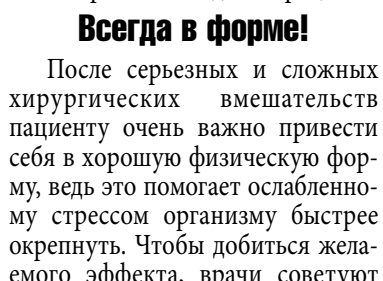 Всегда в форме!
После серьезных и сложных
хирургических вмешательств
пациенту очень важно привести
себя в хорошую физическую фор-
му, ведь это помогает ослабленно-
му стрессом организму быстрее
окрепнуть. Чтобы добиться жела-
емого эффекта, врачи советуют